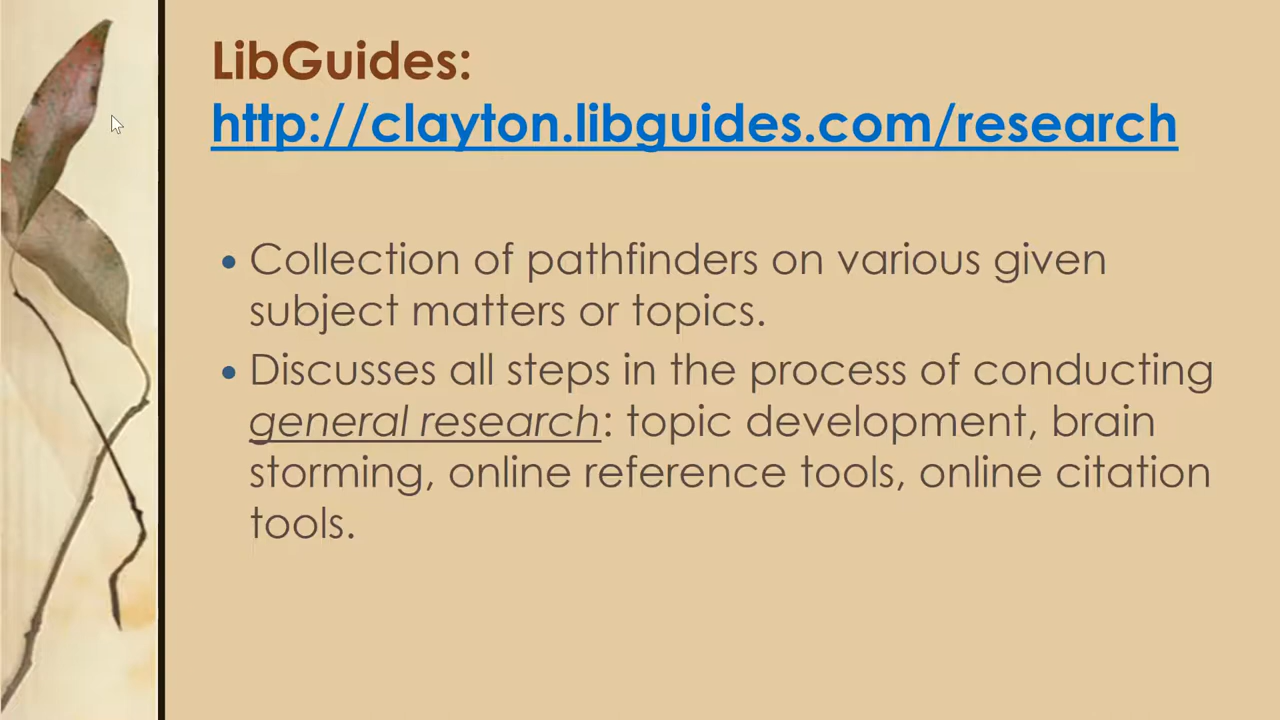 LibGuides:
http://clayton.libguides.com/research
• Collection of pathfinders on various given
subject matters or topics.
• Discusses all steps in the process of conducting
general research: topic development, brain
storming, online reference tools, online citation
tools.